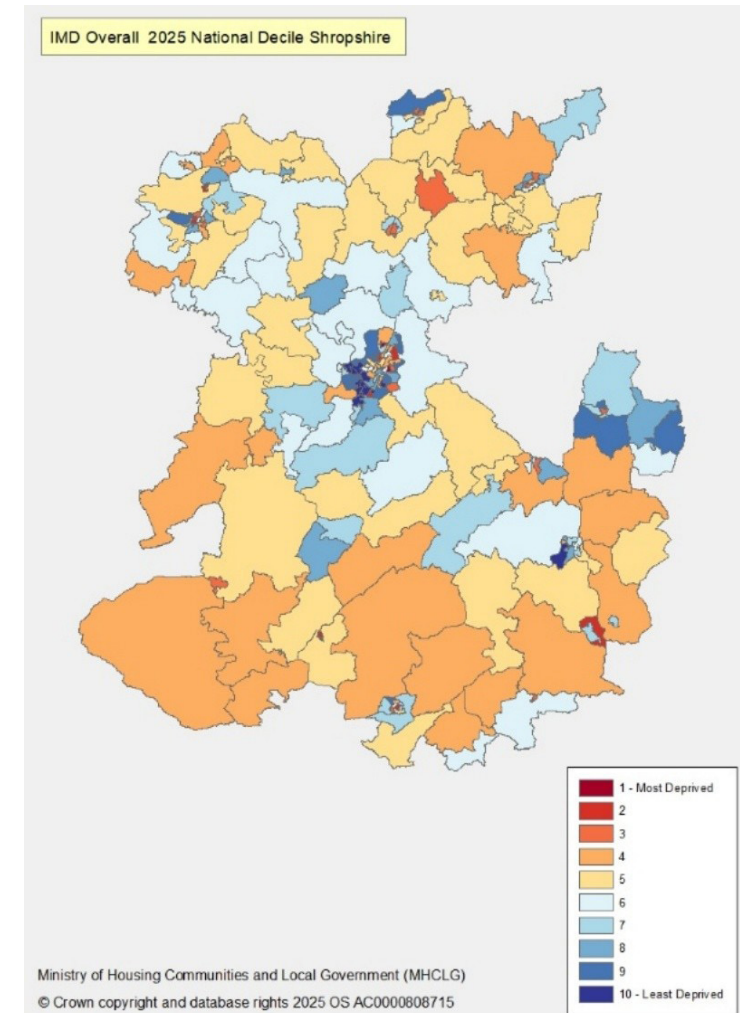 IMD Overall 2025 National Decile Shropshire
1 - Most Deprived
2
3
4
5
6
7
8
9
10 - Least Deprived
Ministry of Housing Communities and Local Government (MHCLG)
© Crown copyright and database rights 2025 OS AC0000808715